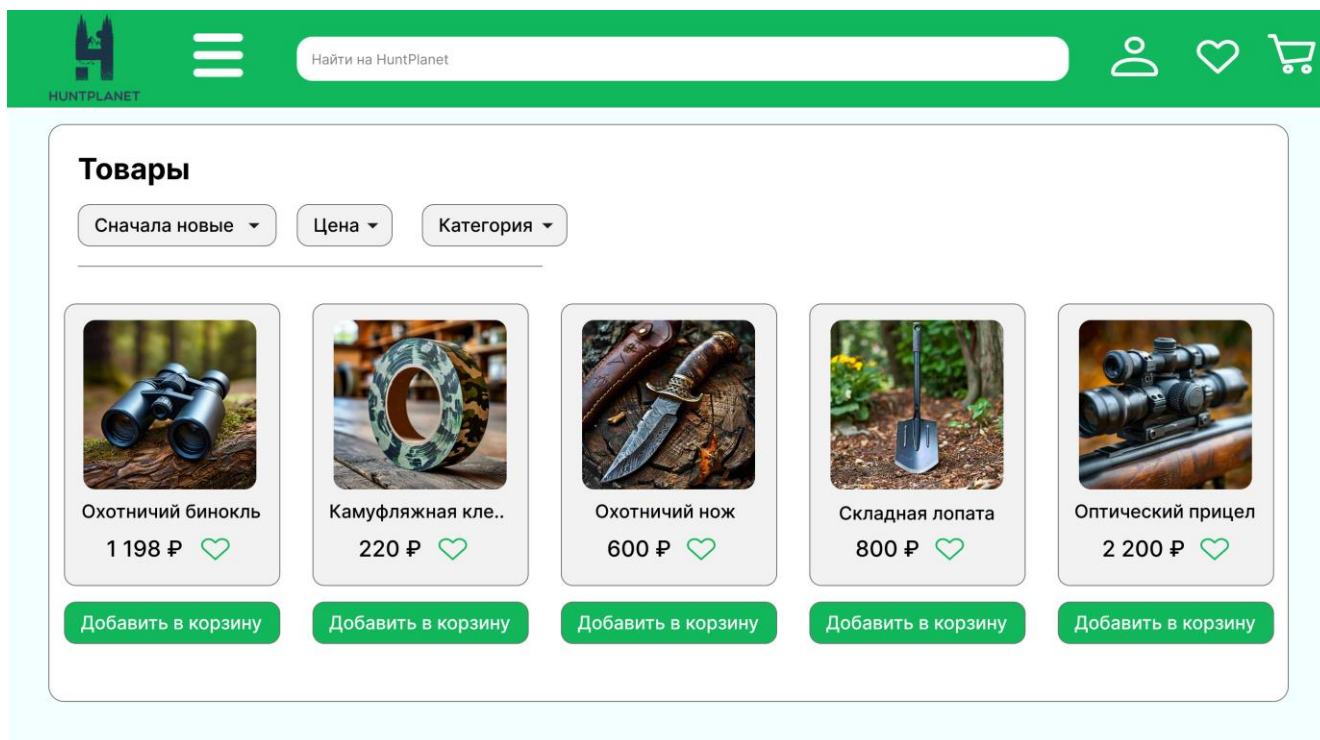 HUNTPLANET
Найти на HuntPlanet
Товары
Сначала новые
Цена
Категория
Охотничий бинокль
Камуфляжная кле..
Охотничий нож
Складная лопата
Оптический прицел
1 198 ₽
220 ₽
600 ₽
800 ₽
2 200 ₽
Добавить в корзину
Добавить в корзину
Добавить в корзину
Добавить в корзину
Добавить в корзину